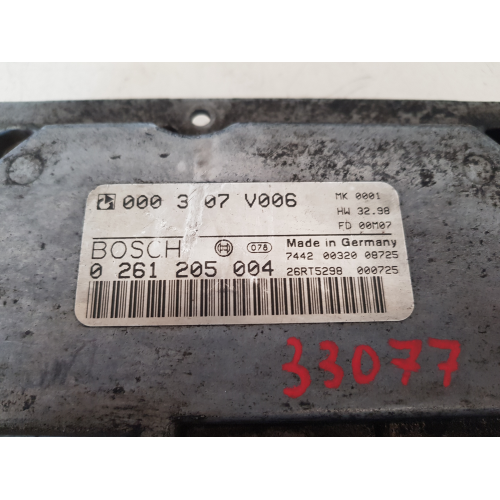 000 3 07 V006
MK 0001
HW 32.98
FD 00M07
BOSCH 078 Made in Germany
7442 00320 08725
0 261 205 004 26RT5298 000725
33077